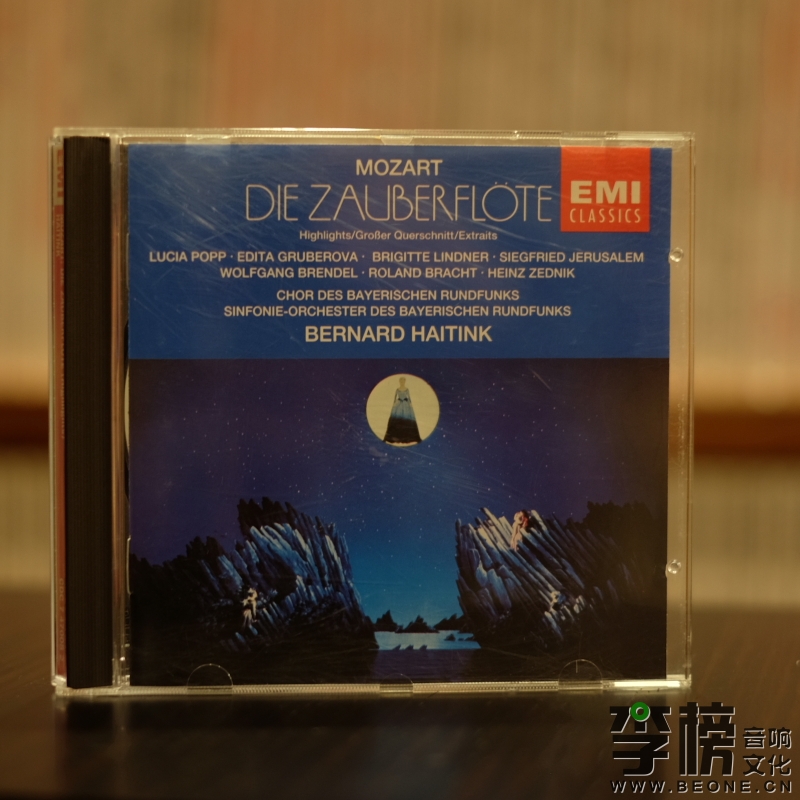 MOZART
DIE ZAUBERFLÖTE
EMI
CLASSICS
Highlights/Großer Querschnitt/Extraits
LUCIA POPP · EDITA GRUBEROVA · BRIGITTE LINDNER · SIEGFRIED JERUSALEM
WOLFGANG BRENDEL · ROLAND BRACHT · HEINZ ZEDNIK
CHOR DES BAYERISCHEN RUNDFUNKS
SINFONIE-ORCHESTER DES BAYERISCHEN RUNDFUNKS
BERNARD HAITINK
李榜
音响
文化
WWW.BEONE.CN